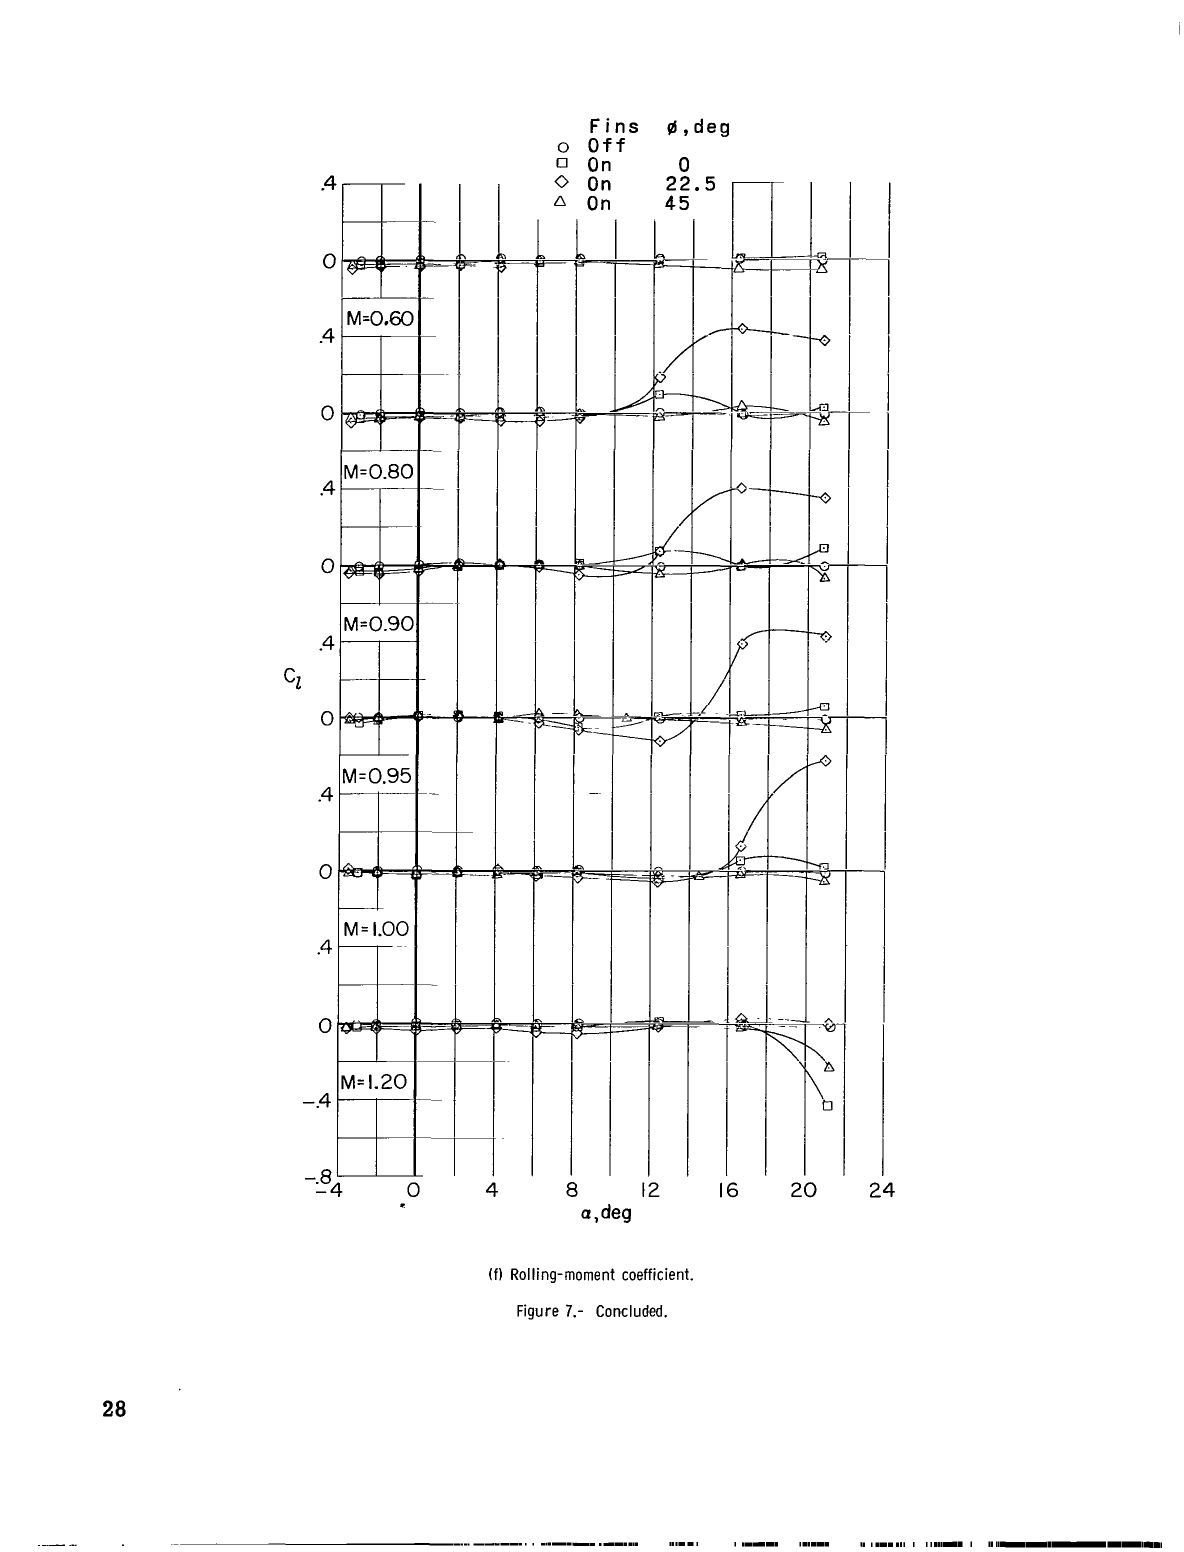 Fins ø,deg
Off
On 0
On 22.5
On 45
.4
0
M=0.60
.4
0
M=0.80
.4
0
M=0.90
.4
Cl
0
M=0.95
.4
0
M=1.00
.4
0
M=1.20
-.4
-.8
-4 0 4 8 12 16 20 24
α,deg
(f) Rolling-moment coefficient.
Figure 7.- Concluded.
28